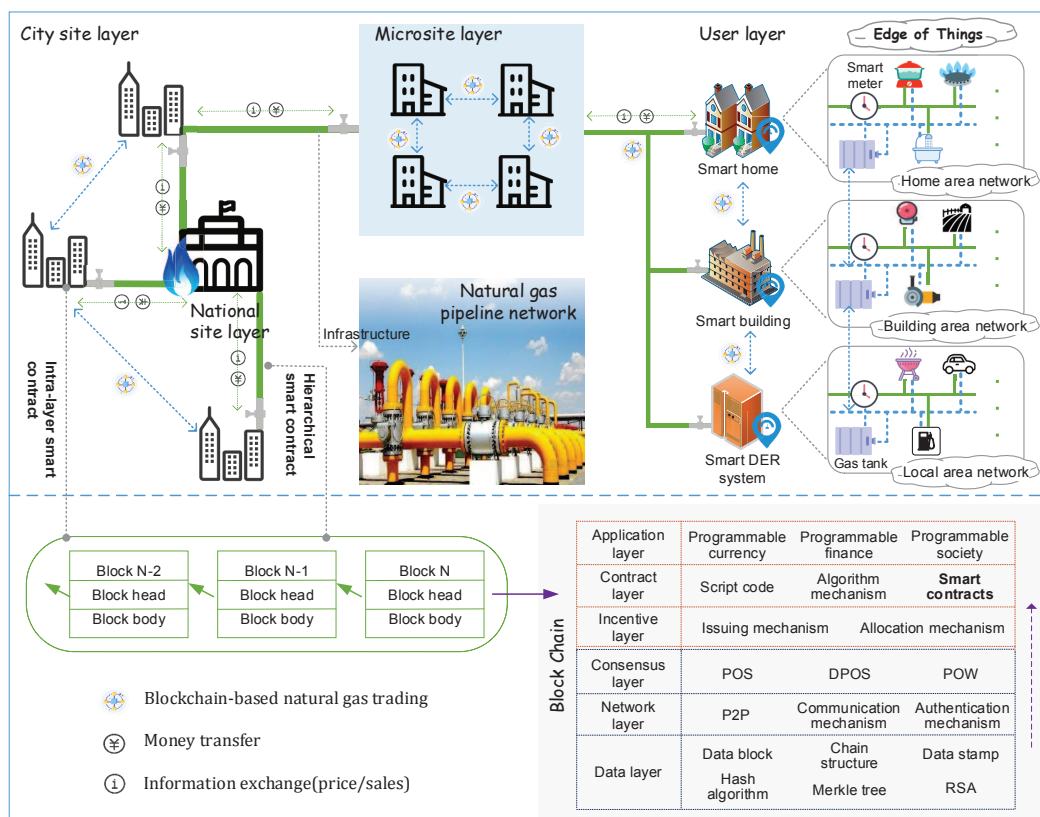 City site layer
Microsite layer
User layer
Edge of Things
Smart
meter
Smart home
Home area network
National
site layer
Natural gas
pipeline network
Infrastructure
Smart building
Building area network
Intra-layer smart
contract
Hierarchical
smart contract
Smart DER
system
Gas tank
Local area network
Block N-2
Block head
Block body
Block N-1
Block head
Block body
Block N
Block head
Block body
Blockchain-based natural gas trading
¥ Money transfer
i Information exchange(price/sales)
Block Chain
Application
layer
Programmable
currency
Programmable
finance
Programmable
society
Contract
layer
Script code
Algorithm
mechanism
Smart
contracts
Incentive
layer
Issuing mechanism
Allocation mechanism
Consensus
layer
POS
DPOS
POW
Network
layer
P2P
Communication
mechanism
Authentication
mechanism
Data layer
Data block
Chain
structure
Data stamp
Hash
algorithm
Merkle tree
RSA